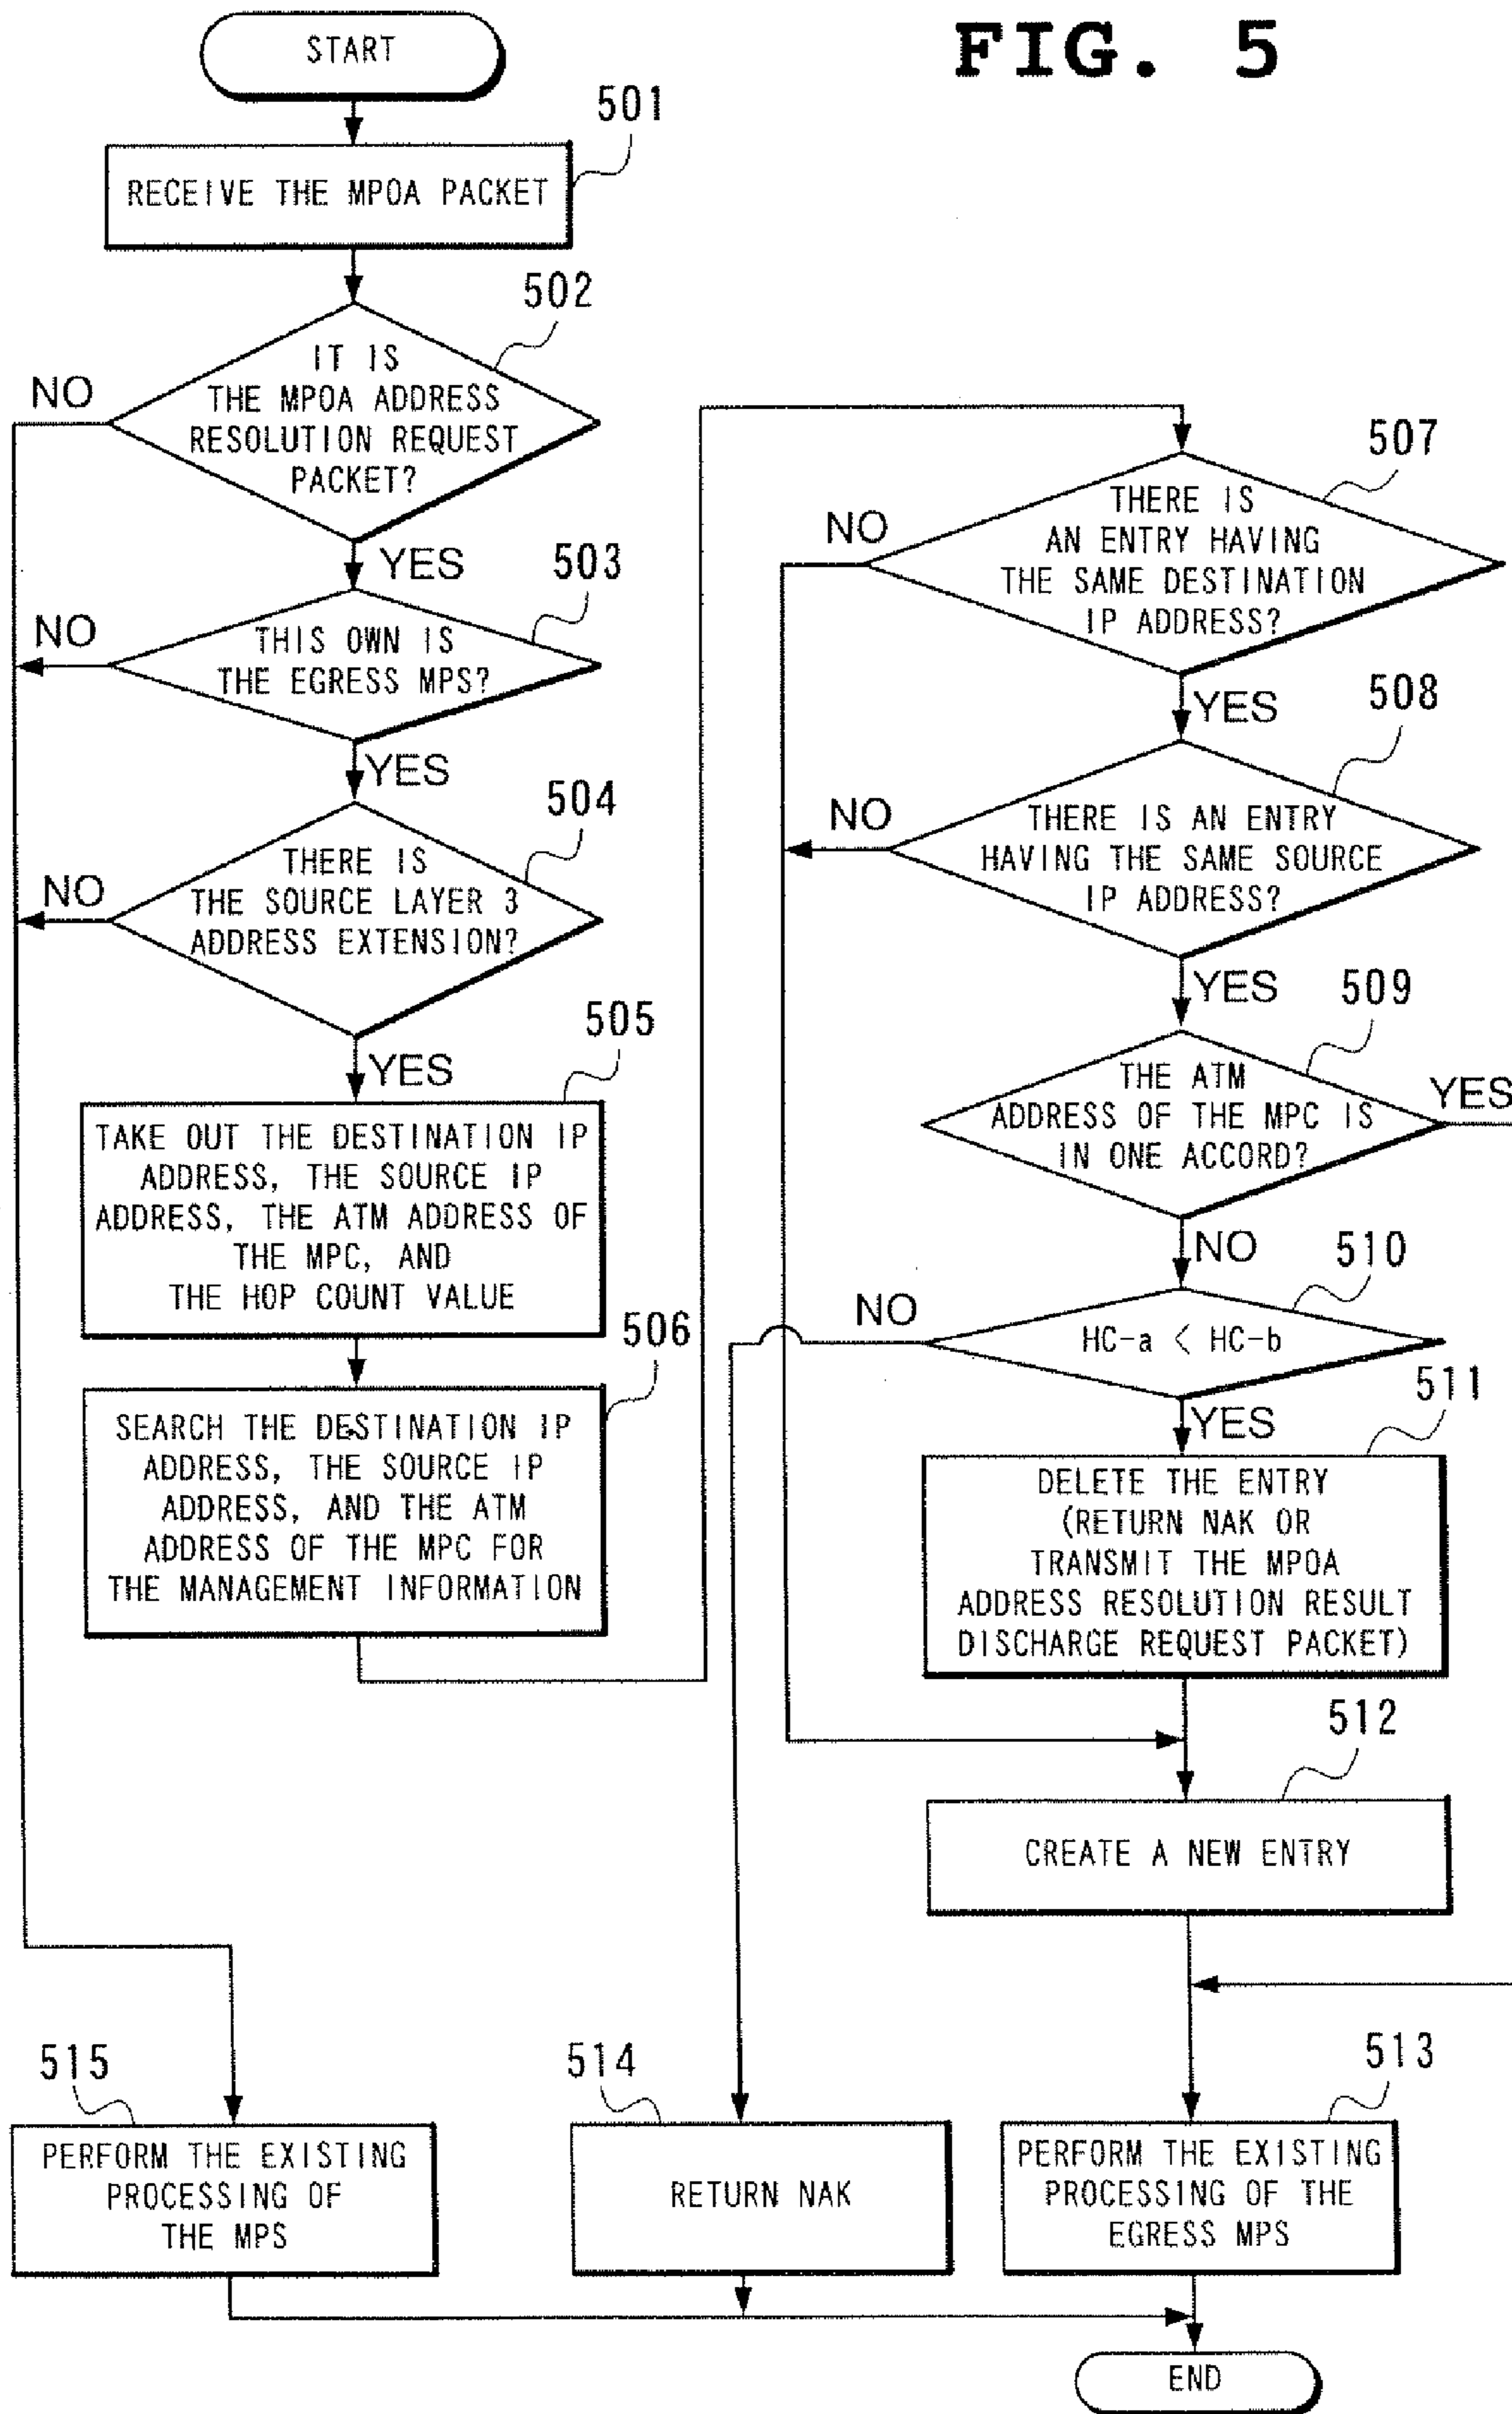 FIG. 5
START
501
RECEIVE THE MPOA PACKET
502
IT IS
THE MPOA ADDRESS
RESOLUTION REQUEST
PACKET?
NO
YES
503
THIS OWN IS
THE EGRESS MPS?
NO
YES
504
THERE IS
THE SOURCE LAYER 3
ADDRESS EXTENSION?
NO
YES
505
TAKE OUT THE DESTINATION IP
ADDRESS, THE SOURCE IP
ADDRESS, THE ATM ADDRESS OF
THE MPC, AND
THE HOP COUNT VALUE
506
SEARCH THE DESTINATION IP
ADDRESS, THE SOURCE IP
ADDRESS, AND THE ATM
ADDRESS OF THE MPC FOR
THE MANAGEMENT INFORMATION
507
THERE IS
AN ENTRY HAVING
THE SAME DESTINATION
IP ADDRESS?
NO
YES
508
THERE IS AN ENTRY
HAVING THE SAME SOURCE
IP ADDRESS?
NO
YES
509
THE ATM
ADDRESS OF THE MPC IS
IN ONE ACCORD?
YES
NO
510
HC-a < HC-b
NO
YES
511
DELETE THE ENTRY
(RETURN NAK OR
TRANSMIT THE MPOA
ADDRESS RESOLUTION RESULT
DISCHARGE REQUEST PACKET)
512
CREATE A NEW ENTRY
515
PERFORM THE EXISTING
PROCESSING OF
THE MPS
514
RETURN NAK
513
PERFORM THE EXISTING
PROCESSING OF THE
EGRESS MPS
END